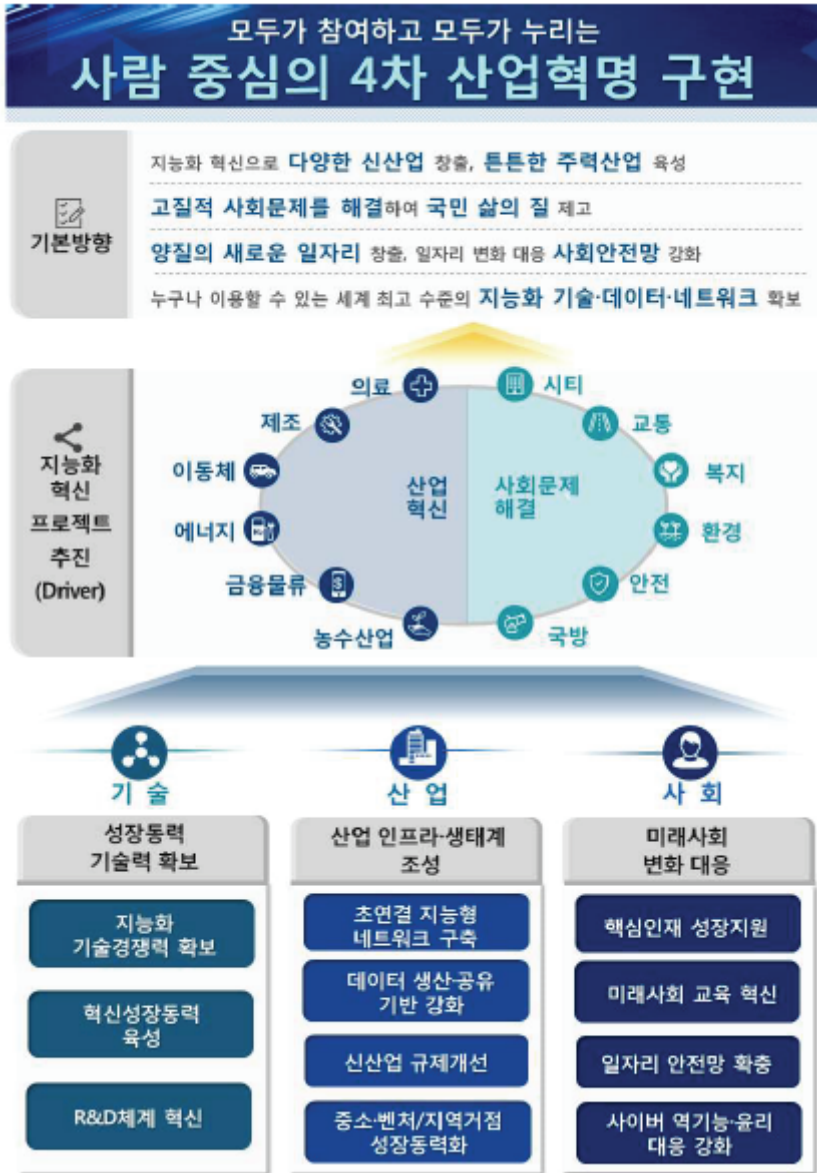 모두가 참여하고 모두가 누리는
사람 중심의 4차 산업혁명 구현
기본방향
지능화 혁신으로 다양한 신산업 창출, 튼튼한 주력산업 육성
고질적 사회문제를 해결하여 국민 삶의 질 제고
양질의 새로운 일자리 창출, 일자리 변화 대응 사회안전망 강화
누구나 이용할 수 있는 세계 최고 수준의 지능화 기술·데이터·네트워크 확보
지능화
혁신
프로젝트
추진
(Driver)
의료
제조
이동체
에너지
금융물류
농수산업
산업
혁신
사회문제
해결
시티
교통
복지
환경
안전
국방
기 술
성장동력
기술력 확보
지능화
기술경쟁력 확보
혁신성장동력
육성
R&D체계 혁신
산 업
산업 인프라·생태계
조성
초연결 지능형
네트워크 구축
데이터 생산·공유
기반 강화
신산업 규제개선
중소·벤처/지역거점
성장동력화
사 회
미래사회
변화 대응
핵심인재 성장지원
미래사회 교육 혁신
일자리 안전망 확충
사이버 역기능·윤리
대응 강화